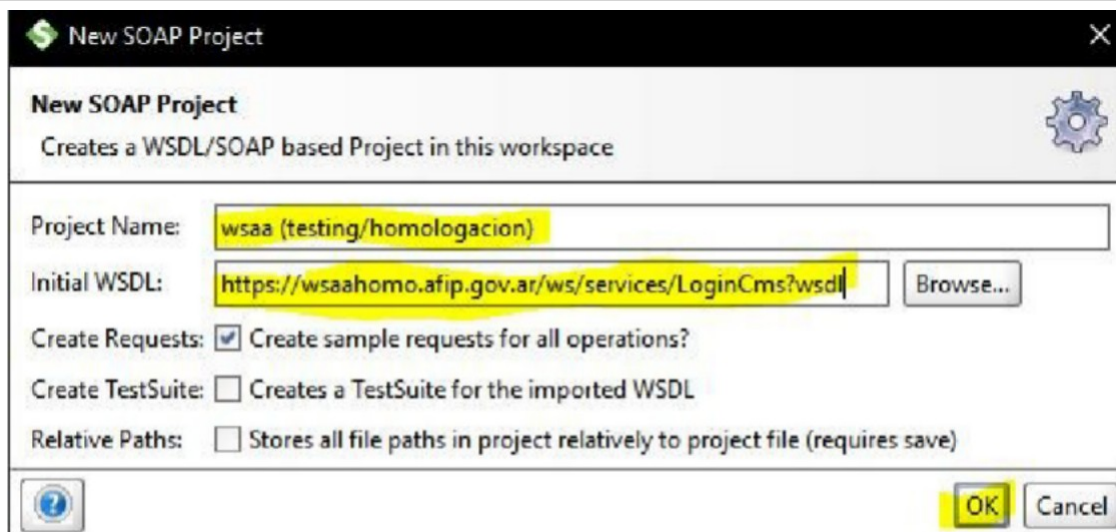 New SOAP Project
New SOAP Project
Creates a WSDL/SOAP based Project in this workspace
Project Name: wsaa (testing/homologacion)
Initial WSDL: https://wsaahomo.afip.gov.ar/ws/services/LoginCms?wsdl Browse...
Create Requests: Create sample requests for all operations?
Create TestSuite: Creates a TestSuite for the imported WSDL
Relative Paths: Stores all file paths in project relatively to project file (requires save)
OK Cancel